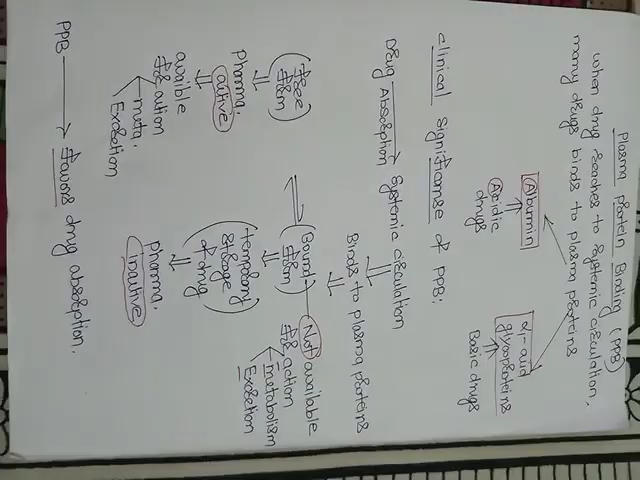 Plasma protein Binding (PPB)
when drug reaches to systemic circulation,
many drugs binds to plasma proteins
Albumin
Acidic
drugs
α1-acid
glycoproteins
Basic drugs
clinical significance of PPB:
Drug Absorption → Systemic circulation
Binds to plasma proteins
(free form) ⇌ (Bound form)
pharma.
active
availble
for action
meta.
Excretion
Not available
for action
metabolism
Excretion
(temporary
storage
of drug)
pharma.
inactive
PPB → favors drug absorption.